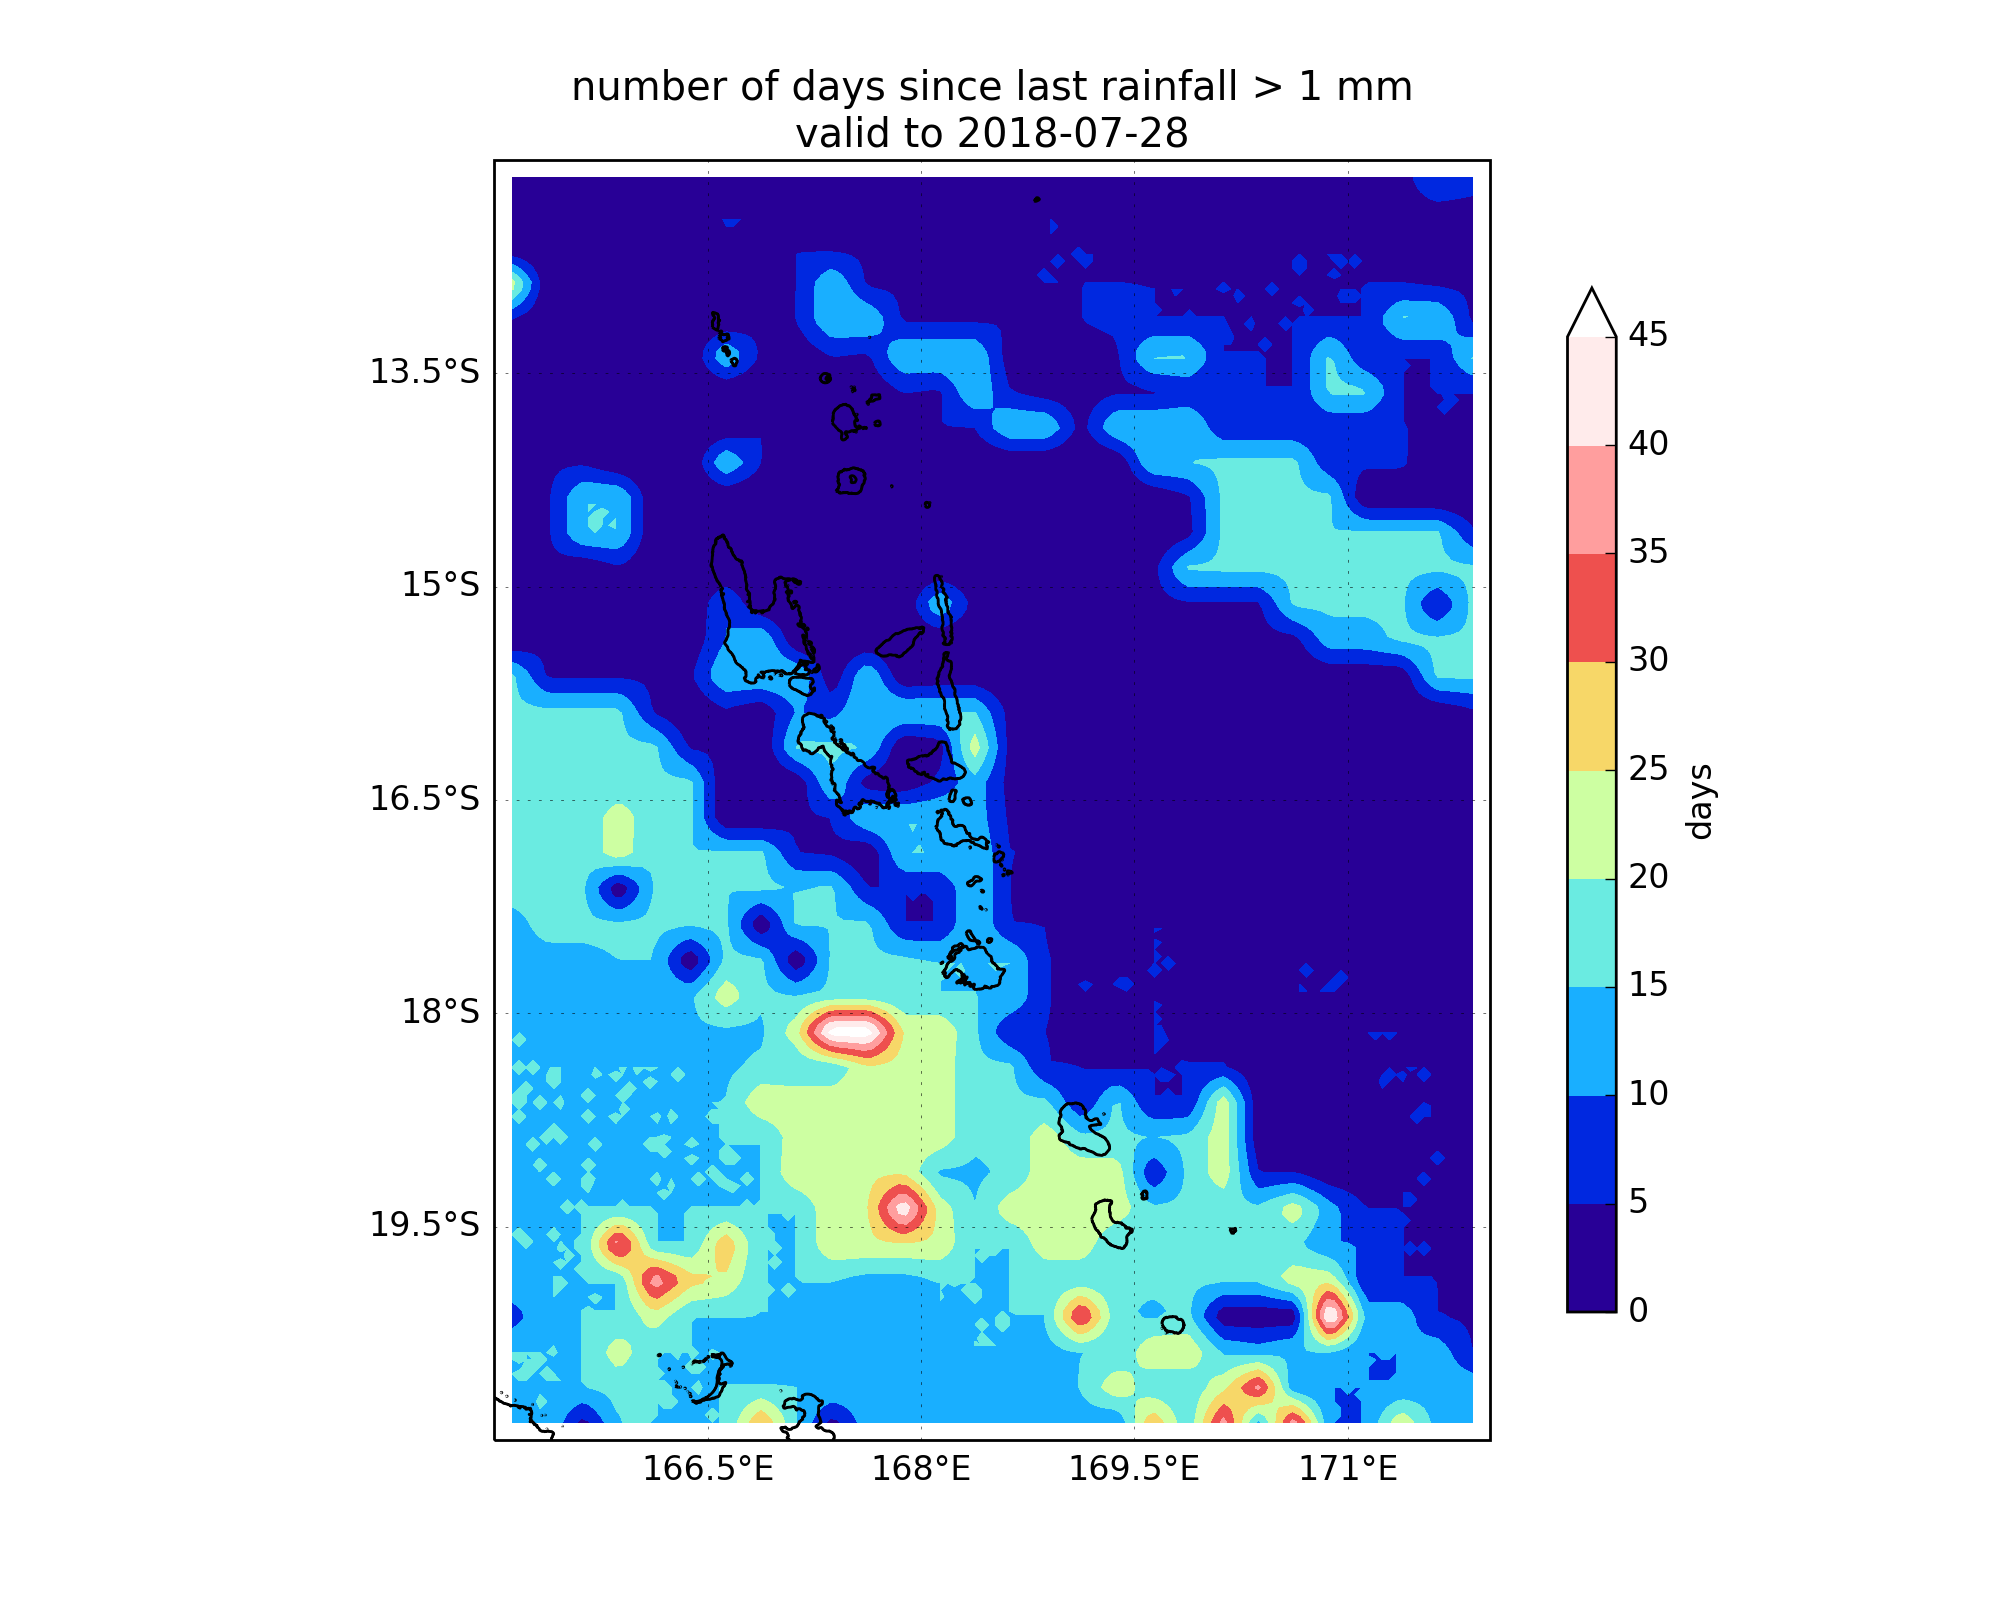 number of days since last rainfall > 1 mm
valid to 2018-07-28
13.5°S
15°S
16.5°S
18°S
19.5°S
166.5°E
168°E
169.5°E
171°E
45
40
35
30
25
20
15
10
5
0
days